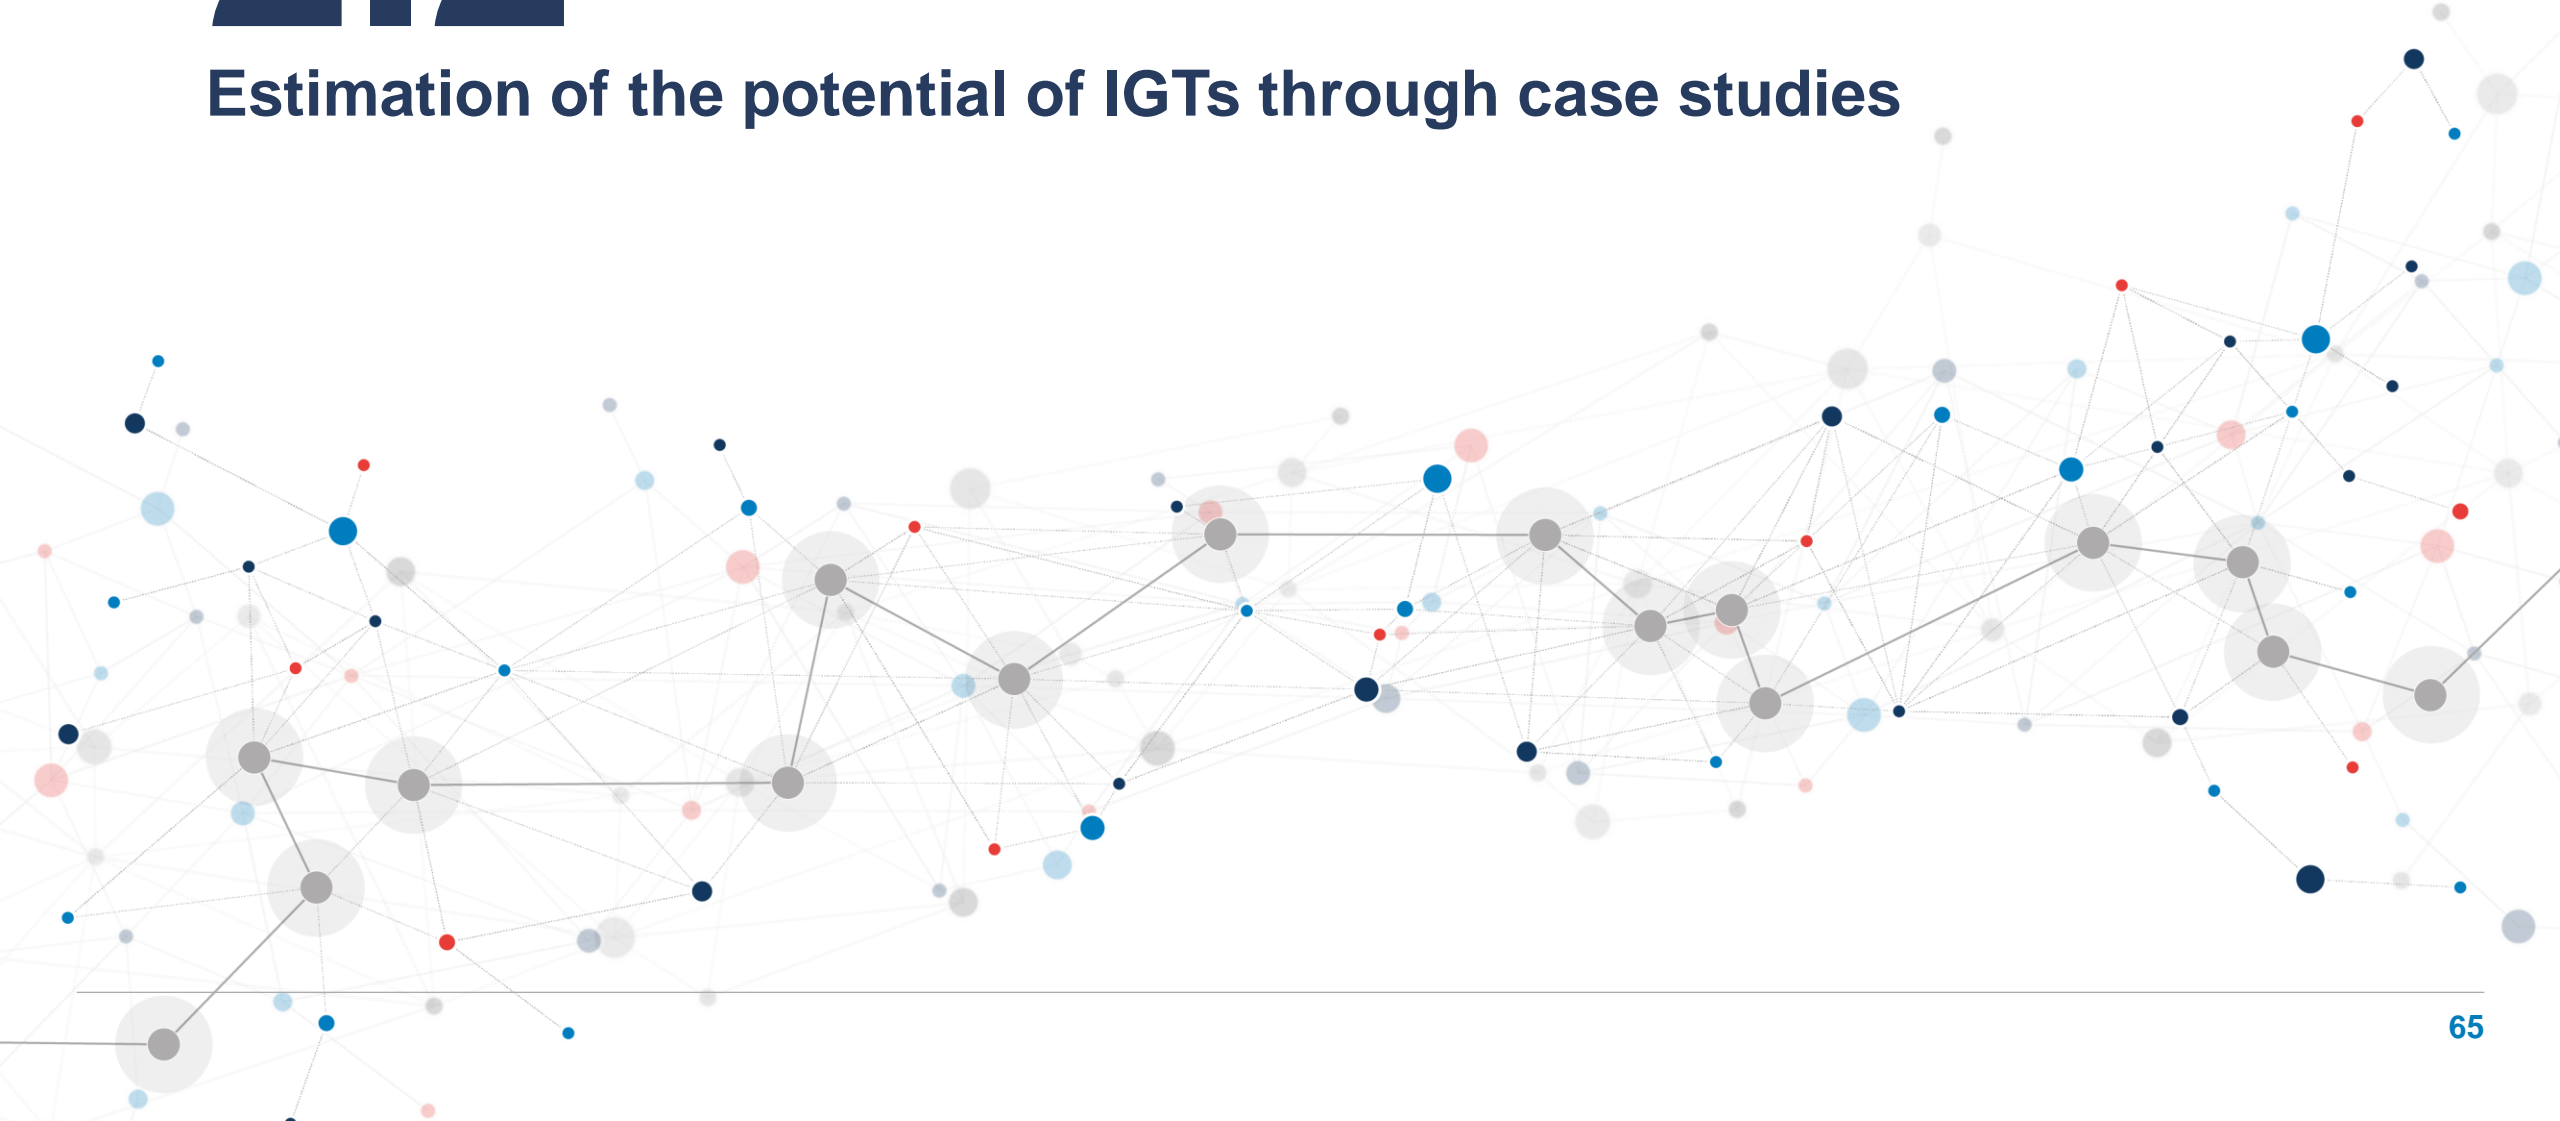 Estimation of the potential of IGTs through case studies
65